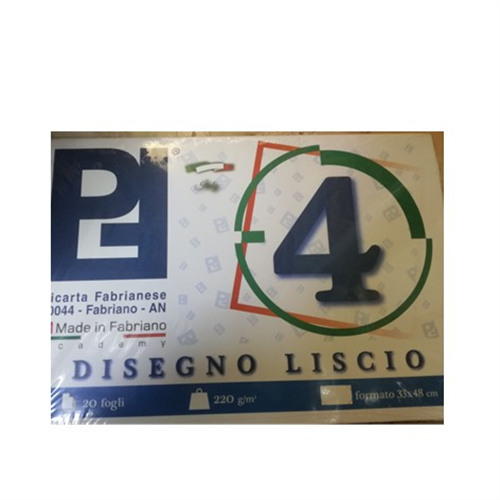 PL
®
4
icarta Fabrianese
0044 - Fabriano - AN
Made in Fabriano
cademy
DISEGNO LISCIO
20 fogli
220 g/m²
formato 33x48 cm